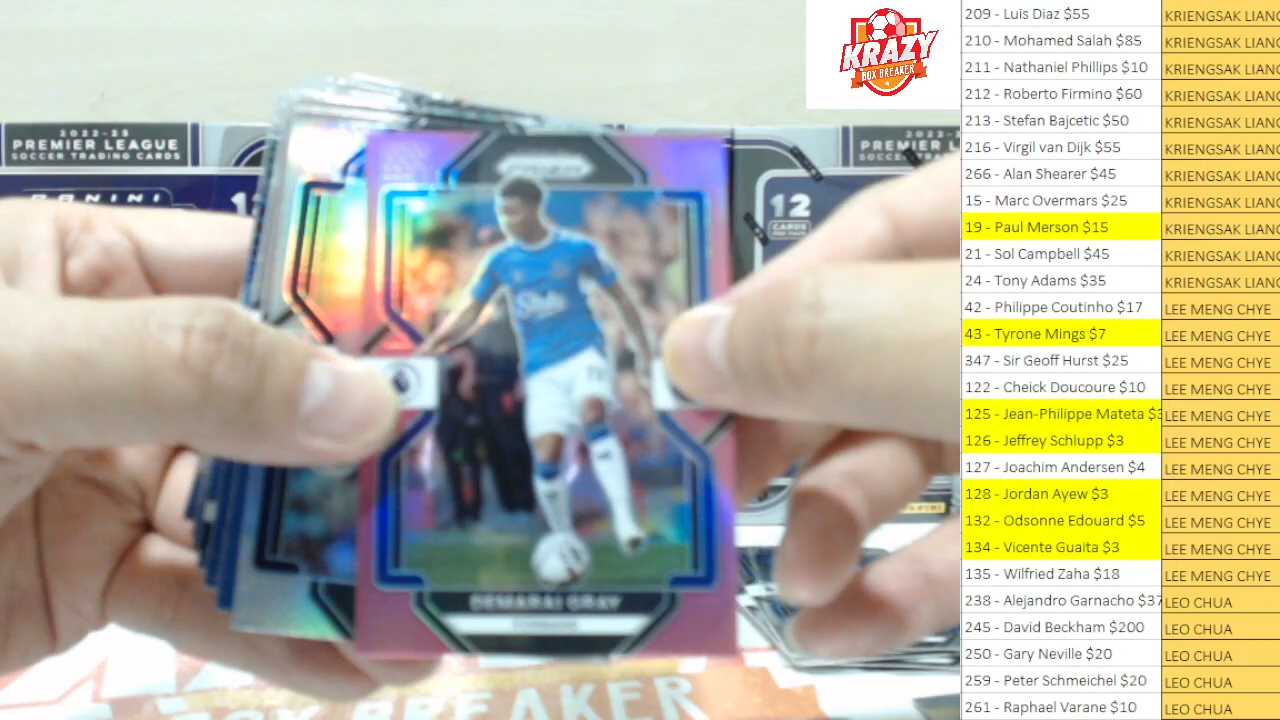 KRAZY
BOX BREAKER
2022-23
PREMIER LEAGUE
SOCCER TRADING CARDS
PANINI
12
CARDS
DEMARAI GRAY
BOX BREAKER
209 - Luis Diaz $55 KRIENGSAK LIANG
210 - Mohamed Salah $85 KRIENGSAK LIANG
211 - Nathaniel Phillips $10 KRIENGSAK LIANG
212 - Roberto Firmino $60 KRIENGSAK LIANG
213 - Stefan Bajcetic $50 KRIENGSAK LIANG
216 - Virgil van Dijk $55 KRIENGSAK LIANG
266 - Alan Shearer $45 KRIENGSAK LIANG
15 - Marc Overmars $25 KRIENGSAK LIANG
19 - Paul Merson $15 KRIENGSAK LIANG
21 - Sol Campbell $45 KRIENGSAK LIANG
24 - Tony Adams $35 KRIENGSAK LIANG
42 - Philippe Coutinho $17 LEE MENG CHYE
43 - Tyrone Mings $7 LEE MENG CHYE
347 - Sir Geoff Hurst $25 LEE MENG CHYE
122 - Cheick Doucoure $10 LEE MENG CHYE
125 - Jean-Philippe Mateta $3 LEE MENG CHYE
126 - Jeffrey Schlupp $3 LEE MENG CHYE
127 - Joachim Andersen $4 LEE MENG CHYE
128 - Jordan Ayew $3 LEE MENG CHYE
132 - Odsonne Edouard $5 LEE MENG CHYE
134 - Vicente Guaita $3 LEE MENG CHYE
135 - Wilfried Zaha $18 LEE MENG CHYE
238 - Alejandro Garnacho $37 LEO CHUA
245 - David Beckham $200 LEO CHUA
250 - Gary Neville $20 LEO CHUA
259 - Peter Schmeichel $20 LEO CHUA
261 - Raphael Varane $10 LEO CHUA